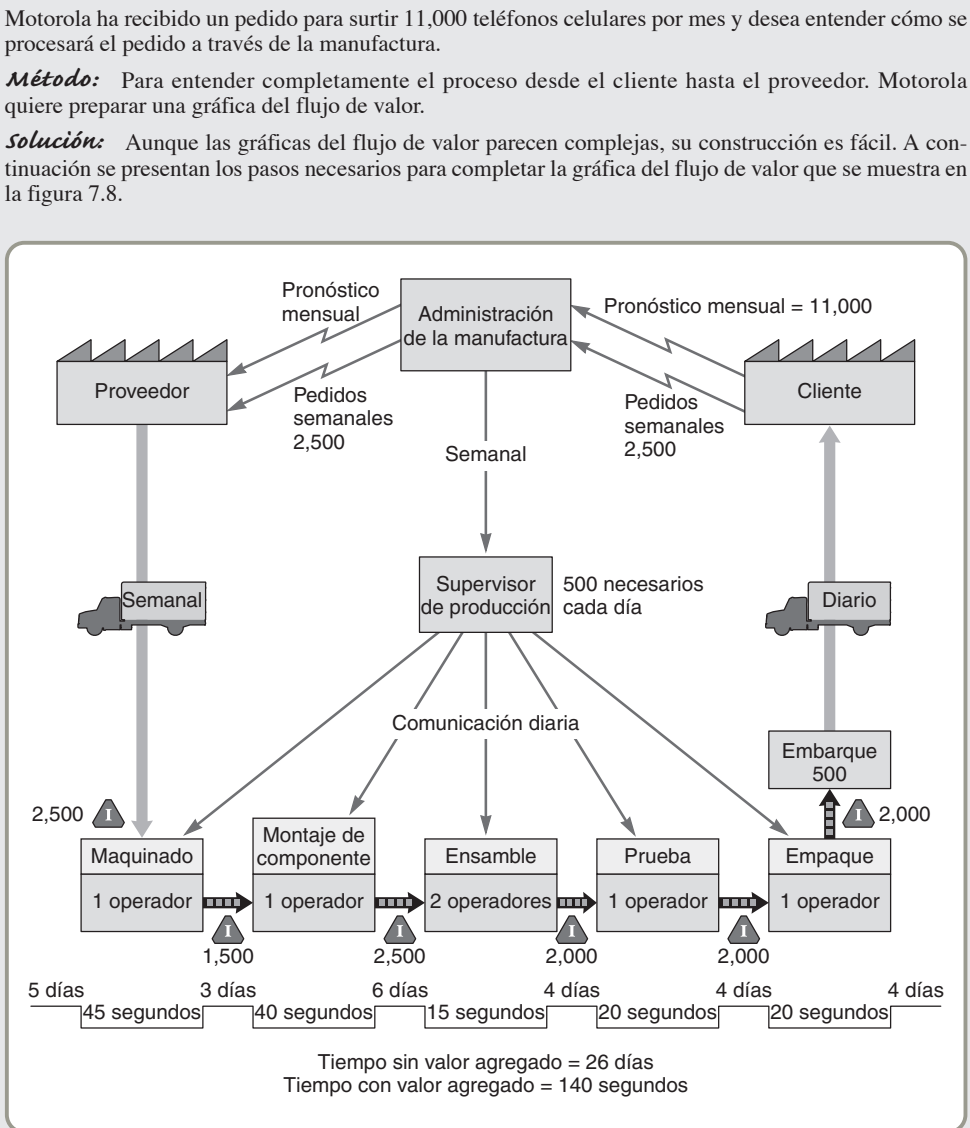 Motorola ha recibido un pedido para surtir 11,000 teléfonos celulares por mes y desea entender cómo se
procesará el pedido a través de la manufactura.
Método: Para entender completamente el proceso desde el cliente hasta el proveedor. Motorola
quiere preparar una gráfica del flujo de valor.
Solución: Aunque las gráficas del flujo de valor parecen complejas, su construcción es fácil. A con-
tinuación se presentan los pasos necesarios para completar la gráfica del flujo de valor que se muestra en
la figura 7.8.
Pronóstico
mensual
Administración
de la manufactura
Pronóstico mensual = 11,000
Proveedor
Cliente
Pedidos
semanales
2,500
Pedidos
semanales
2,500
Semanal
Semanal
Supervisor
de producción
500 necesarios
cada día
Diario
Comunicación diaria
Embarque
500
2,500
I
I
2,000
Maquinado
1 operador
Montaje de
componente
1 operador
Ensamble
2 operadores
Prueba
1 operador
Empaque
1 operador
I
1,500
I
2,500
I
2,000
I
2,000
5 días
45 segundos
3 días
40 segundos
6 días
15 segundos
4 días
20 segundos
4 días
20 segundos
4 días
Tiempo sin valor agregado = 26 días
Tiempo con valor agregado = 140 segundos